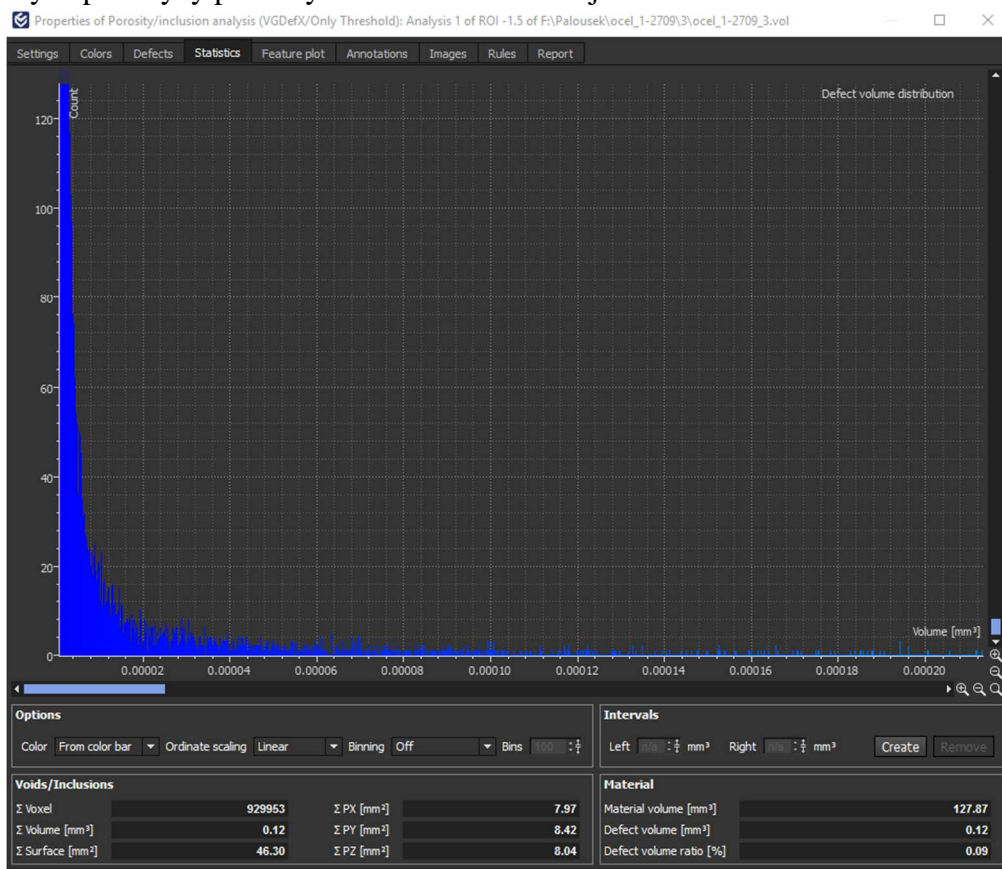 Properties of Porosity/inclusion analysis (VGDefX/Only Threshold): Analysis 1 of ROI -1.5 of F:\Palousek\ocel_1-2709\3\ocel_1-2709_3.vol
Settings Colors Defects Statistics Feature plot Annotations Images Rules Report
Count
Defect volume distribution
120
100
80
60
40
20
0
Volume [mm³]
0.00002 0.00004 0.00006 0.00008 0.00010 0.00012 0.00014 0.00016 0.00018 0.00020
Options
Color From color bar Ordinate scaling Linear Binning Off Bins 100
Intervals
Left n/a mm³ Right n/a mm³ Create Remove
Voids/Inclusions
Σ Voxel 929953 Σ PX [mm²] 7.97
Σ Volume [mm³] 0.12 Σ PY [mm²] 8.42
Σ Surface [mm²] 46.30 Σ PZ [mm²] 8.04
Material
Material volume [mm³] 127.87
Defect volume [mm³] 0.12
Defect volume ratio [%] 0.09